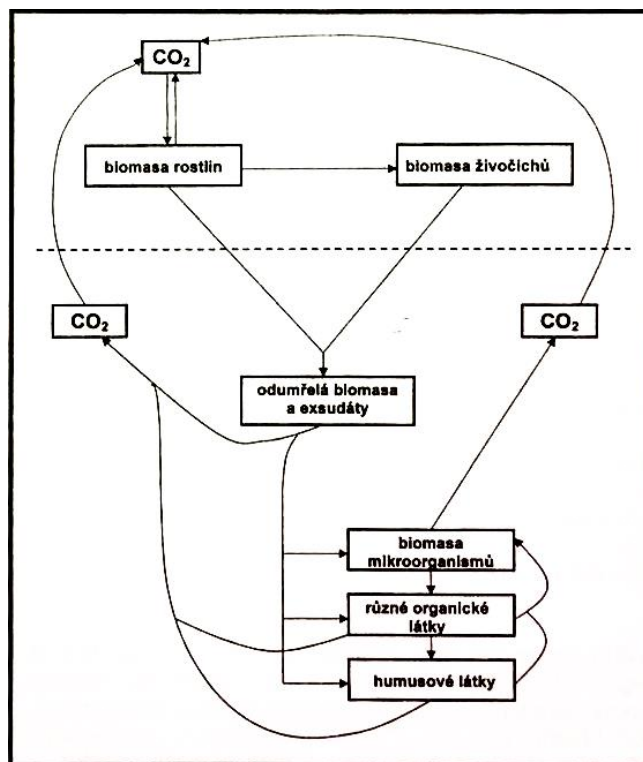 CO₂
biomasa rostlin
biomasa živočichů
CO₂
CO₂
odumřelá biomasa
a exsudáty
biomasa
mikroorganismů
různé organické
látky
humusové látky